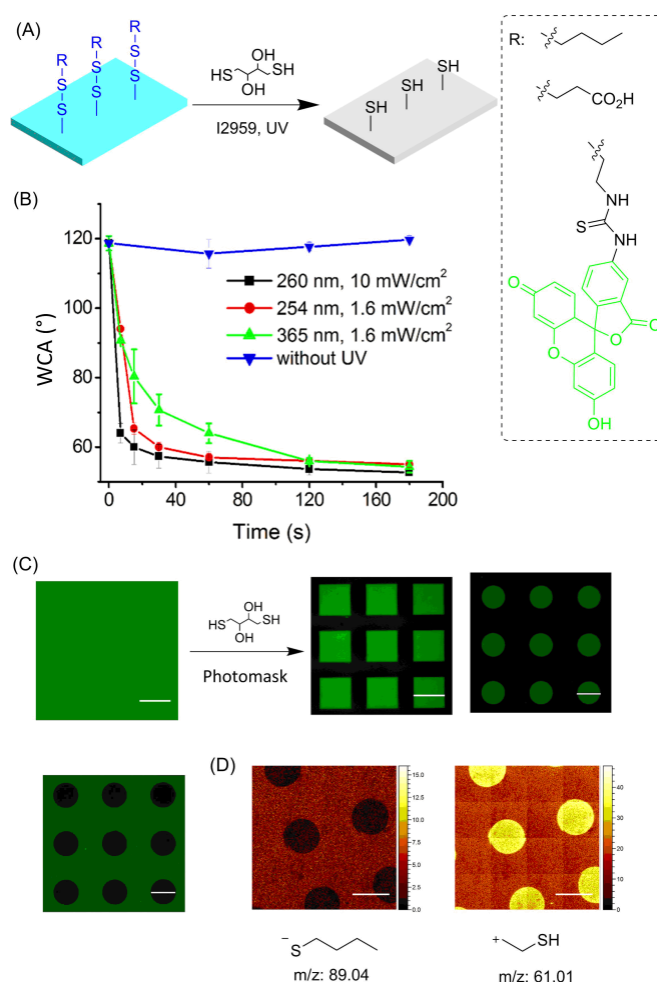 (A)
R
R
R
S
S
S
S
S
S
OH
HS
SH
OH
I2959, UV
SH
SH
SH
R:
CO₂H
NH
S
NH
O
O
O
O
OH
(B)
120
100
80
60
WCA (°)
260 nm, 10 mW/cm²
254 nm, 1.6 mW/cm²
365 nm, 1.6 mW/cm²
without UV
0 40 80 120 160 200
Time (s)
(C)
OH
HS
SH
OH
Photomask
(D)
15.0
12.5
10.0
7.5
5.0
2.5
0.0
40
30
20
10
0
⁻S
m/z: 89.04
+
SH
m/z: 61.01